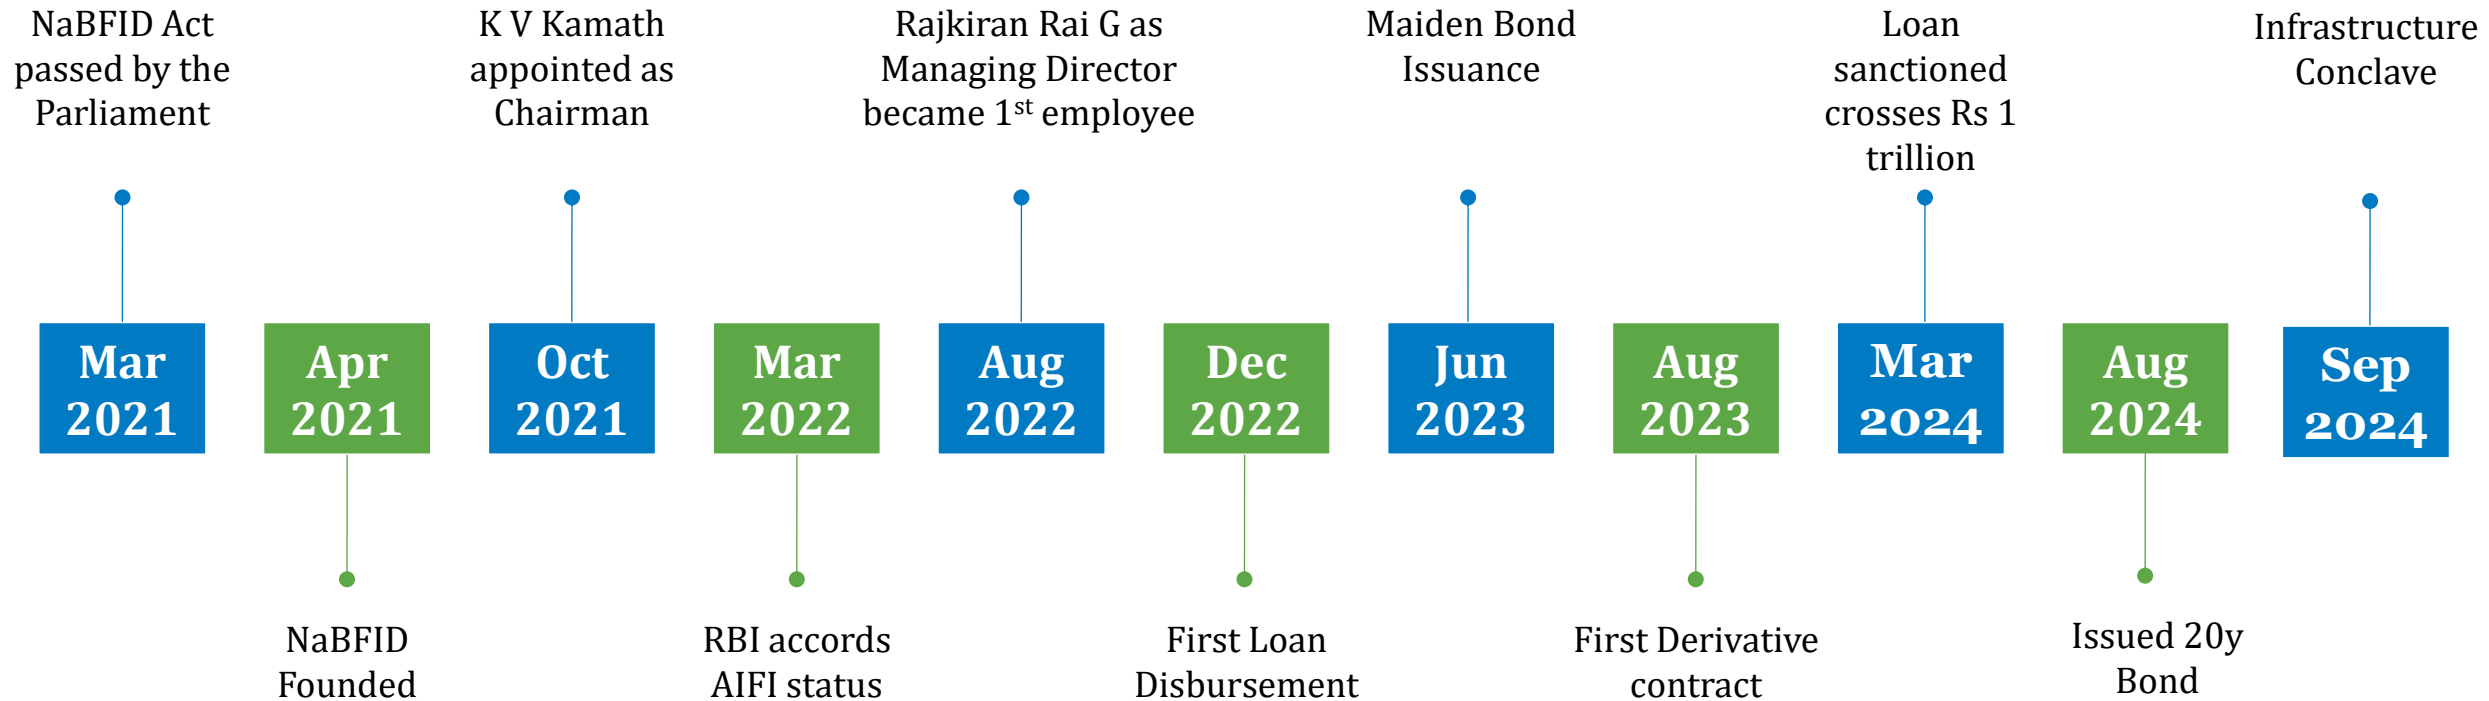 NaBFID Act
passed by the
Parliament
K V Kamath
appointed as
Chairman
Rajkiran Rai G as
Managing Director
became 1st employee
Maiden Bond
Issuance
Loan
sanctioned
crosses Rs 1
trillion
Infrastructure
Conclave
Mar
2021
Apr
2021
Oct
2021
Mar
2022
Aug
2022
Dec
2022
Jun
2023
Aug
2023
Mar
2024
Aug
2024
Sep
2024
NaBFID
Founded
RBI accords
AIFI status
First Loan
Disbursement
First Derivative
contract
Issued 20y
Bond